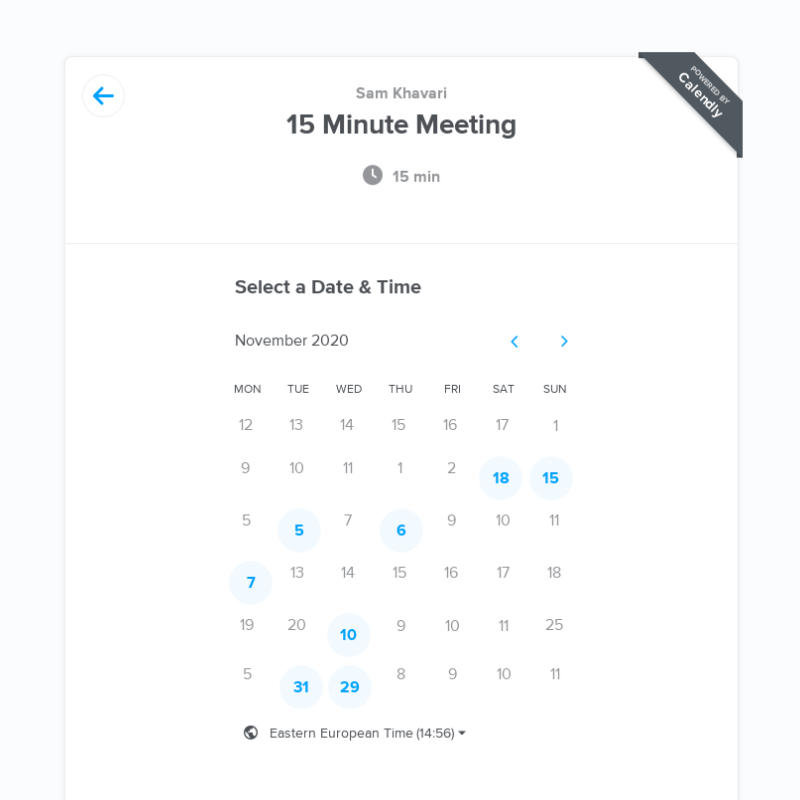 POWERED BY
Calendly
Sam Khavari
15 Minute Meeting
15 min
Select a Date & Time
November 2020
MON TUE WED THU FRI SAT SUN
12 13 14 15 16 17 1
9 10 11 1 2 18 15
5 5 7 6 9 10 11
7 13 14 15 16 17 18
19 20 10 9 10 11 25
5 31 29 8 9 10 11
Eastern European Time (14:56)